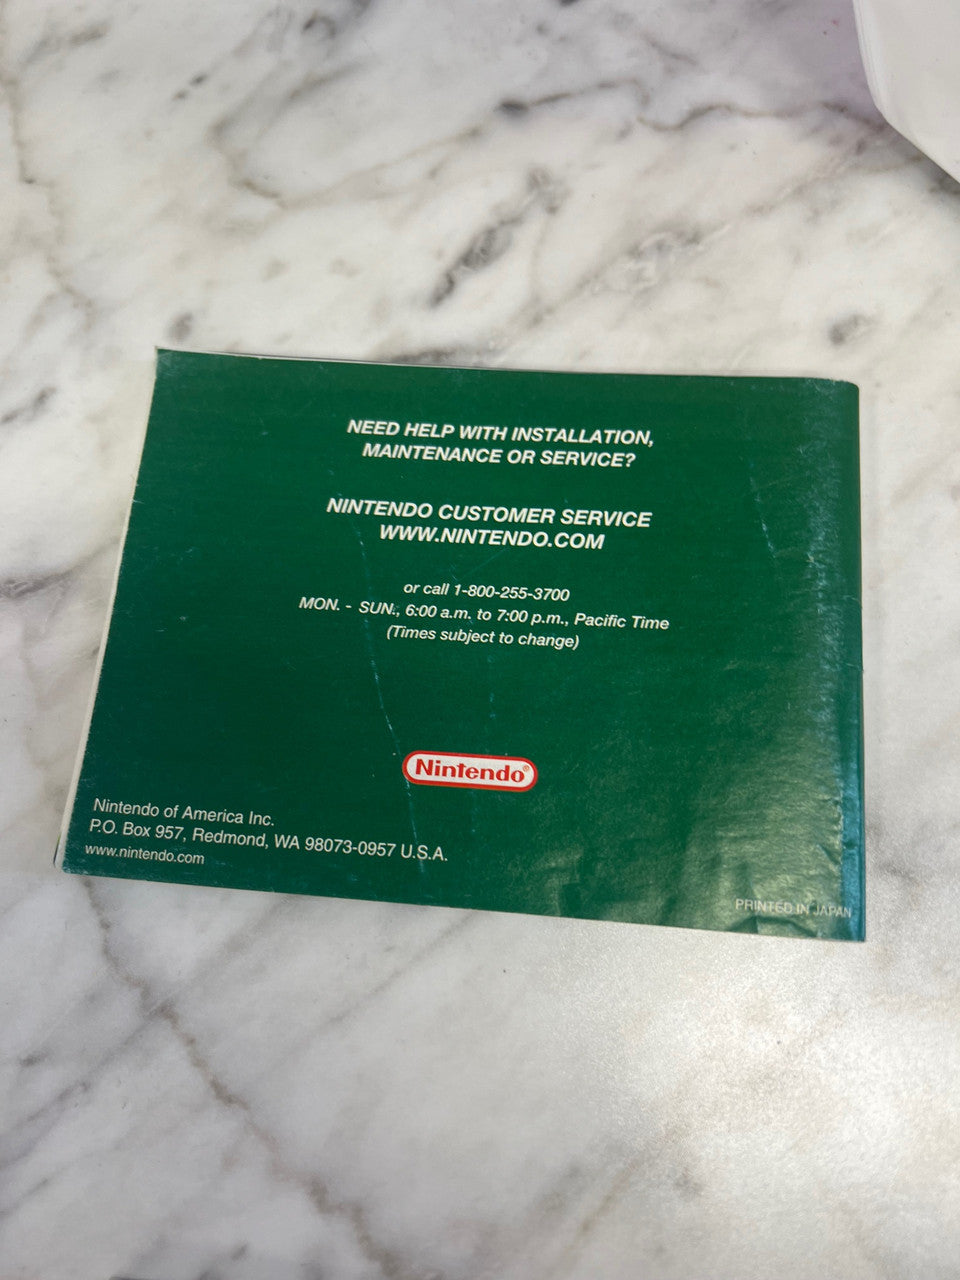 NEED HELP WITH INSTALLATION,
MAINTENANCE OR SERVICE?
NINTENDO CUSTOMER SERVICE
WWW.NINTENDO.COM
or call 1-800-255-3700
MON. - SUN., 6:00 a.m. to 7:00 p.m., Pacific Time
(Times subject to change)
Nintendo®
Nintendo of America Inc.
P.O. Box 957, Redmond, WA 98073-0957 U.S.A.
www.nintendo.com
PRINTED IN JAPAN